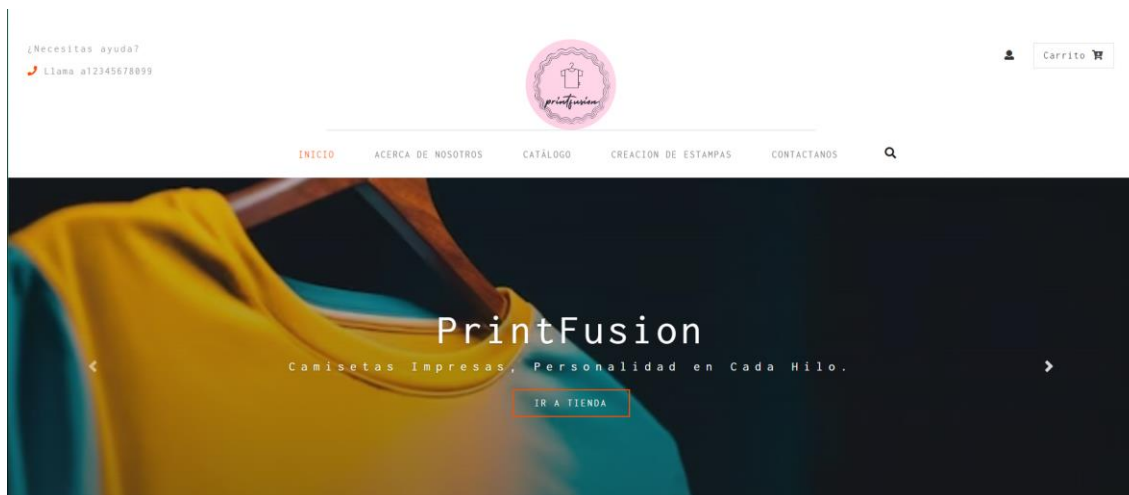 ¿Necesitas ayuda?
Llama al2345678099
printfusion
Carrito
INICIO
ACERCA DE NOSOTROS
CATÁLOGO
CREACION DE ESTAMPAS
CONTACTANOS
PrintFusion
Camisetas Impresas, Personalidad en Cada Hilo.
IR A TIENDA